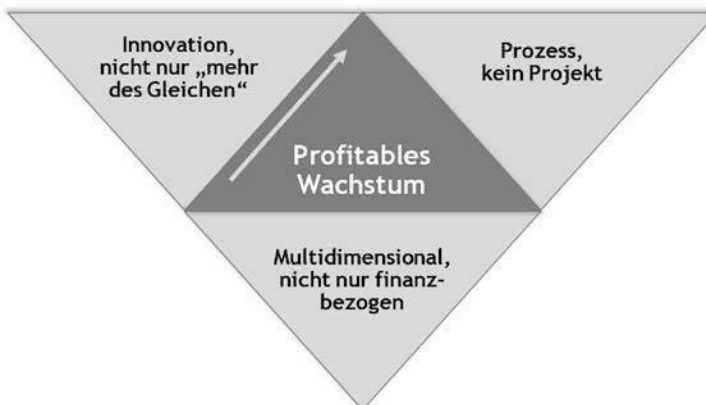 Innovation,
nicht nur „mehr
des Gleichen“
Prozess,
kein Projekt
Profitables
Wachstum
Multidimensional,
nicht nur finanz-
bezogen